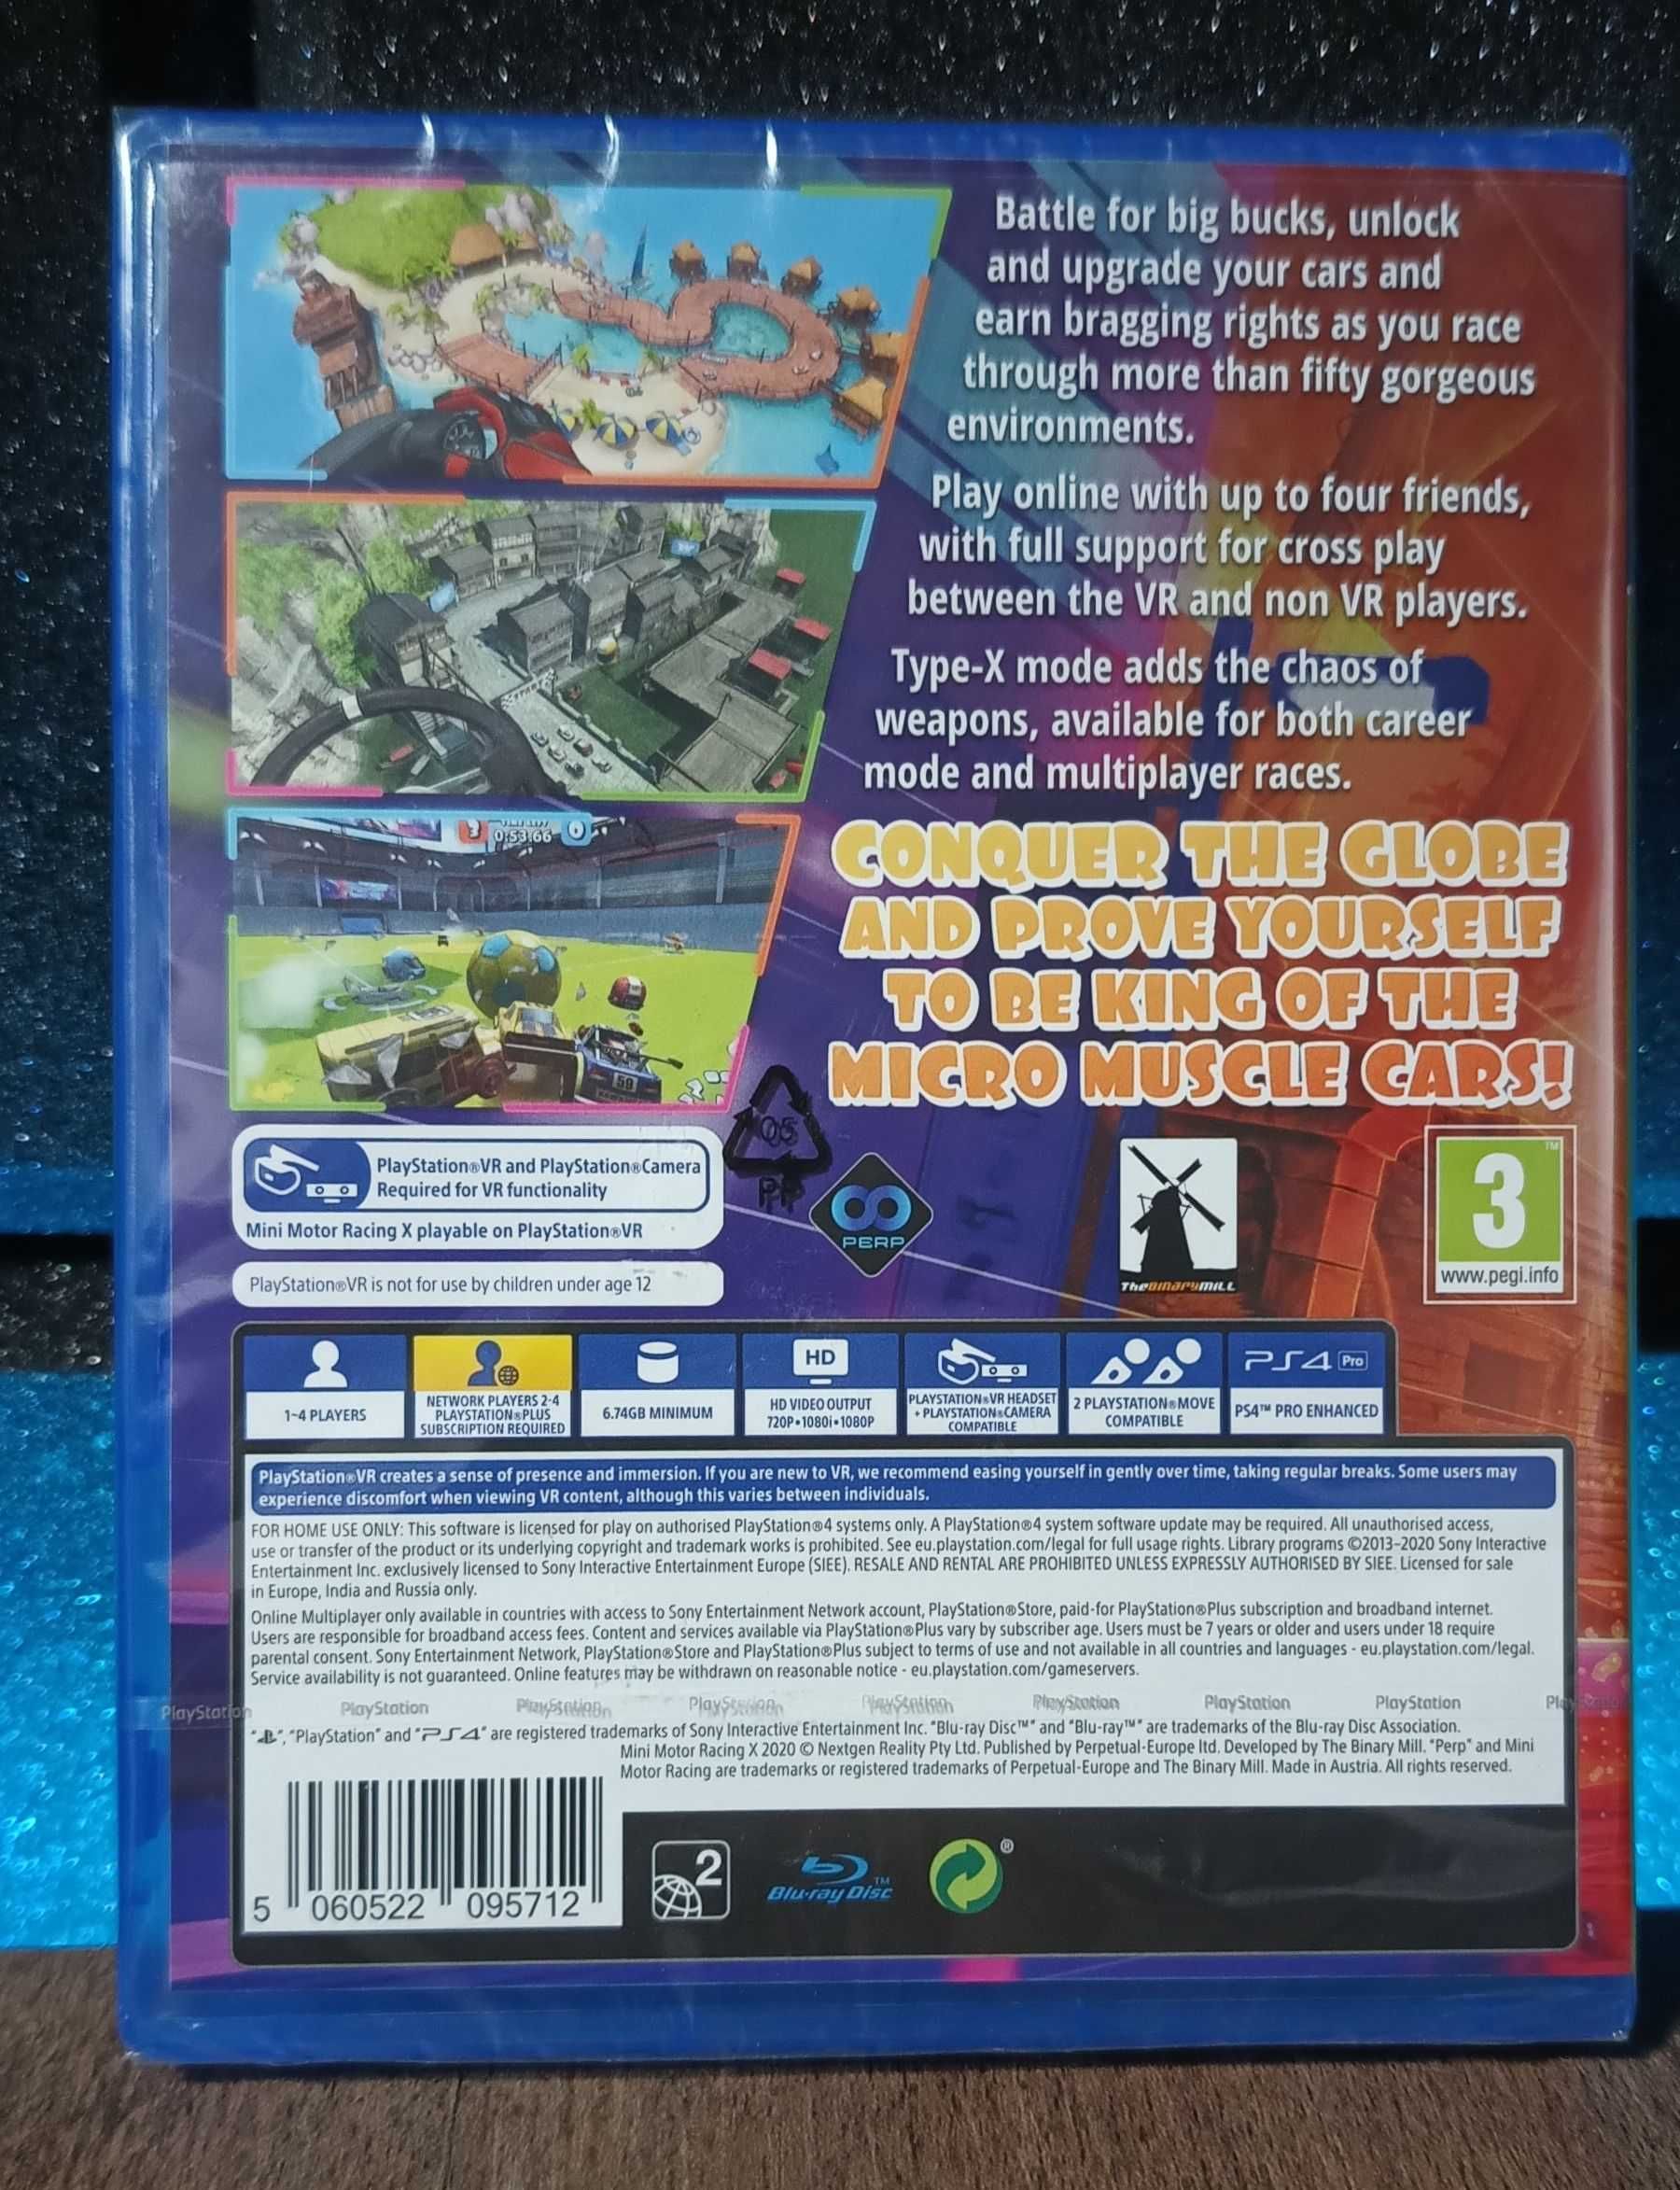 Battle for big bucks, unlock
and upgrade your cars and
earn bragging rights as you race
through more than fifty gorgeous
environments.
Play online with up to four friends,
with full support for cross play
between the VR and non VR players.
Type-X mode adds the chaos of
weapons, available for both career
mode and multiplayer races.
3 0:53:66 0
59
CONQUER THE GLOBE
AND PROVE YOURSELF
TO BE KING OF THE
MICRO MUSCLE CARS!
PlayStation®VR and PlayStation®Camera
Required for VR functionality
Mini Motor Racing X playable on PlayStation®VR
PlayStation®VR is not for use by children under age 12
05
PP
PERP
TheBinaryMill
3
™
www.pegi.info
1-4 PLAYERS
NETWORK PLAYERS 2-4
PLAYSTATION®PLUS
SUBSCRIPTION REQUIRED
6.74GB MINIMUM
HD
HD VIDEO OUTPUT
720P•1080i•1080P
PLAYSTATION®VR HEADSET
+ PLAYSTATION®CAMERA
COMPATIBLE
2 PLAYSTATION®MOVE
COMPATIBLE
PS4 Pro
PS4™ PRO ENHANCED
PlayStation®VR creates a sense of presence and immersion. If you are new to VR, we recommend easing yourself in gently over time, taking regular breaks. Some users may
experience discomfort when viewing VR content, although this varies between individuals.
FOR HOME USE ONLY: This software is licensed for play on authorised PlayStation®4 systems only. A PlayStation®4 system software update may be required. All unauthorised access,
use or transfer of the product or its underlying copyright and trademark works is prohibited. See eu.playstation.com/legal for full usage rights. Library programs ©2013-2020 Sony Interactive
Entertainment Inc. exclusively licensed to Sony Interactive Entertainment Europe (SIEE). RESALE AND RENTAL ARE PROHIBITED UNLESS EXPRESSLY AUTHORISED BY SIEE. Licensed for sale
in Europe, India and Russia only.
Online Multiplayer only available in countries with access to Sony Entertainment Network account, PlayStation®Store, paid-for PlayStation®Plus subscription and broadband internet.
Users are responsible for broadband access fees. Content and services available via PlayStation®Plus vary by subscriber age. Users must be 7 years or older and users under 18 require
parental consent. Sony Entertainment Network, PlayStation®Store and PlayStation®Plus subject to terms of use and not available in all countries and languages - eu.playstation.com/legal.
Service availability is not guaranteed. Online features may be withdrawn on reasonable notice - eu.playstation.com/gameservers.
PlayStation PlayStation PlayStation PlayStation PlayStation PlayStation PlayStation PlayStation
"", "PlayStation" and "PS4" are registered trademarks of Sony Interactive Entertainment Inc. "Blu-ray Disc™" and "Blu-ray™" are trademarks of the Blu-ray Disc Association.
Mini Motor Racing X 2020 © Nextgen Reality Pty Ltd. Published by Perpetual-Europe ltd. Developed by The Binary Mill. "Perp" and Mini
Motor Racing are trademarks or registered trademarks of Perpetual-Europe and The Binary Mill. Made in Austria. All rights reserved.
5 060522 095712
2
Blu-ray Disc™
®